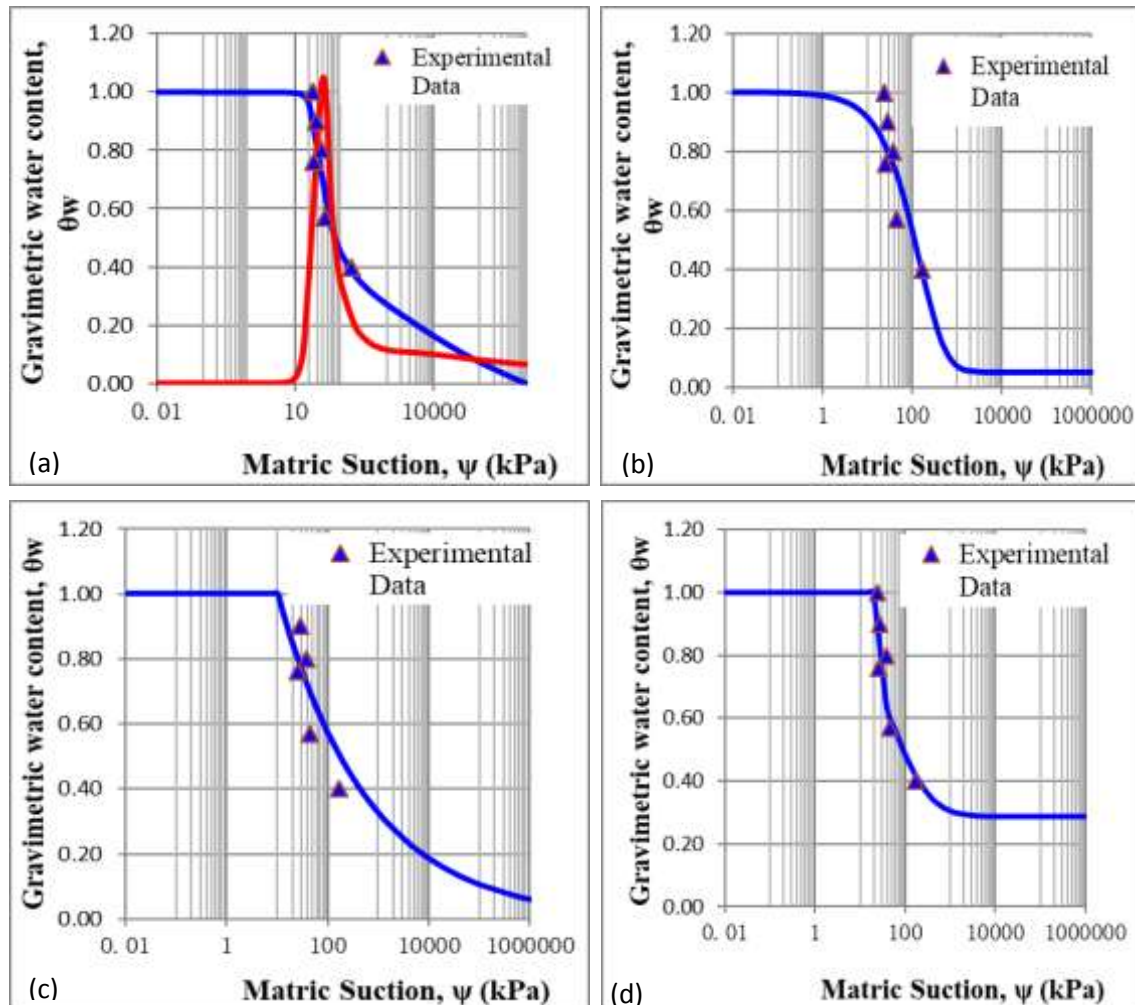 Gravimetric water content,
θw
1.20
1.00
0.80
0.60
0.40
0.20
0.00
Experimental
Data
0. 01
10
10000
Matric Suction, ψ (kPa)
(a)
Gravimetric water content,
θw
1.20
1.00
0.80
0.60
0.40
0.20
0.00
Experimental
Data
0. 01
1
100
10000
1000000
Matric Suction, ψ (kPa)
(b)
Gravimetric water content, θw
1.20
1.00
0.80
0.60
0.40
0.20
0.00
Experimental
Data
0. 01
1
100
10000
1000000
Matric Suction, ψ (kPa)
(c)
Gravimetric water content, θw
1.20
1.00
0.80
0.60
0.40
0.20
0.00
Experimental
Data
0. 01
1
100
10000
1000000
Matric Suction, ψ (kPa)
(d)